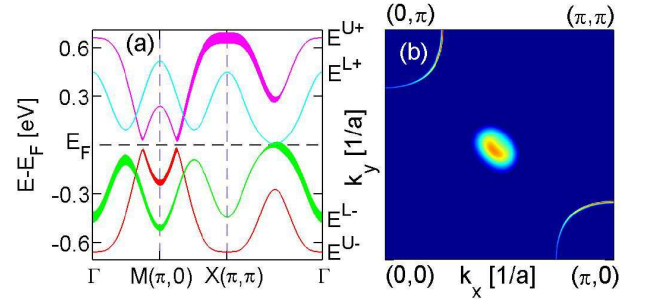 (a)
0.6
0.3
E_F
-0.3
-0.6
E-E_F [eV]
Γ
M(π,0)
X(π,π)
Γ
E^{U+}
E^{L+}
E^{L-}
E^{U-}
(0,π)
(π,π)
(b)
k_y [1/a]
(0,0)
k_x [1/a]
(π,0)